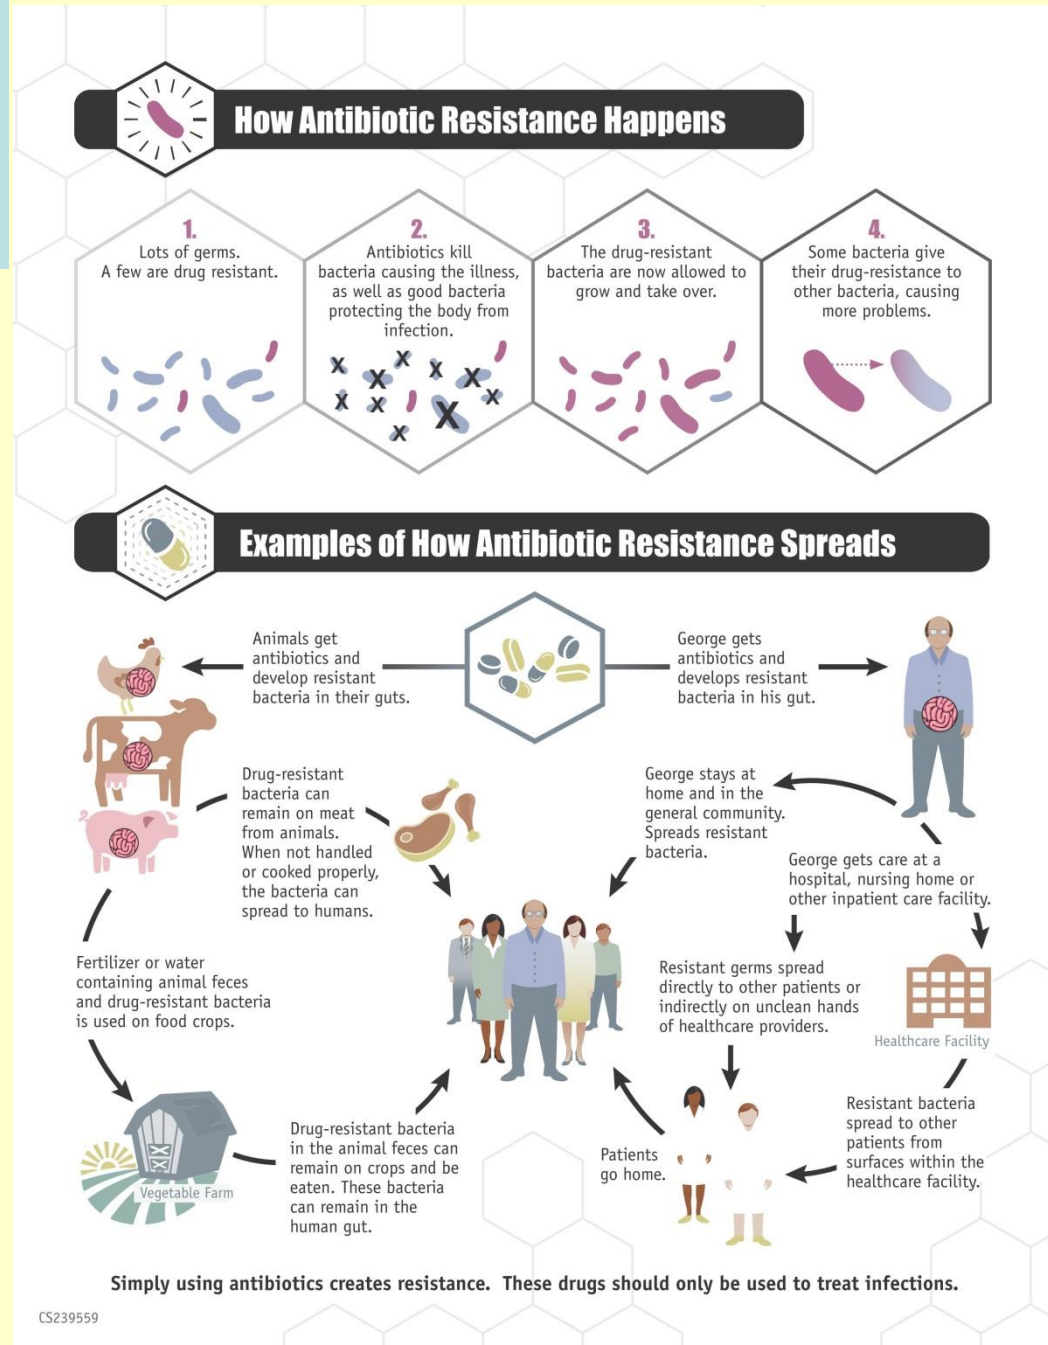 How Antibiotic Resistance Happens
1.
Lots of germs.
A few are drug resistant.
2.
Antibiotics kill
bacteria causing the illness,
as well as good bacteria
protecting the body from
infection.
X X X X X X X X X
3.
The drug-resistant
bacteria are now allowed to
grow and take over.
4.
Some bacteria give
their drug-resistance to
other bacteria, causing
more problems.
Examples of How Antibiotic Resistance Spreads
Animals get
antibiotics and
develop resistant
bacteria in their guts.
George gets
antibiotics and
develops resistant
bacteria in his gut.
Drug-resistant
bacteria can
remain on meat
from animals.
When not handled
or cooked properly,
the bacteria can
spread to humans.
George stays at
home and in the
general community.
Spreads resistant
bacteria.
George gets care at a
hospital, nursing home or
other inpatient care facility.
Fertilizer or water
containing animal feces
and drug-resistant bacteria
is used on food crops.
Resistant germs spread
directly to other patients or
indirectly on unclean hands
of healthcare providers.
Healthcare Facility
Vegetable Farm
Drug-resistant bacteria
in the animal feces can
remain on crops and be
eaten. These bacteria
can remain in the
human gut.
Patients
go home.
Resistant bacteria
spread to other
patients from
surfaces within the
healthcare facility.
Simply using antibiotics creates resistance. These drugs should only be used to treat infections.
CS239559